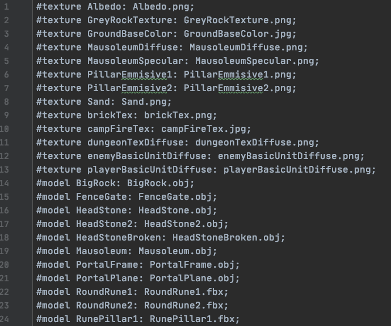 1 #texture Albedo: Albedo.png;
2 #texture GreyRockTexture: GreyRockTexture.png;
3 #texture GroundBaseColor: GroundBaseColor.jpg;
4 #texture MausoleumDiffuse: MausoleumDiffuse.png;
5 #texture MausoleumSpecular: MausoleumSpecular.png;
6 #texture PillarEmmisive1: PillarEmmisive1.png;
7 #texture PillarEmmisive2: PillarEmmisive2.png;
8 #texture Sand: Sand.png;
9 #texture brickTex: brickTex.png;
10 #texture campFireTex: campFireTex.jpg;
11 #texture dungeonTexDiffuse: dungeonTexDiffuse.png;
12 #texture enemyBasicUnitDiffuse: enemyBasicUnitDiffuse.png;
13 #texture playerBasicUnitDiffuse: playerBasicUnitDiffuse.png;
14 #model BigRock: BigRock.obj;
15 #model FenceGate: FenceGate.obj;
16 #model HeadStone: HeadStone.obj;
17 #model HeadStone2: HeadStone2.obj;
18 #model HeadStoneBroken: HeadStoneBroken.obj;
19 #model Mausoleum: Mausoleum.obj;
20 #model PortalFrame: PortalFrame.obj;
21 #model PortalPlane: PortalPlane.obj;
22 #model RoundRune1: RoundRune1.fbx;
23 #model RoundRune2: RoundRune2.fbx;
24 #model RunePillar1: RunePillar1.fbx;